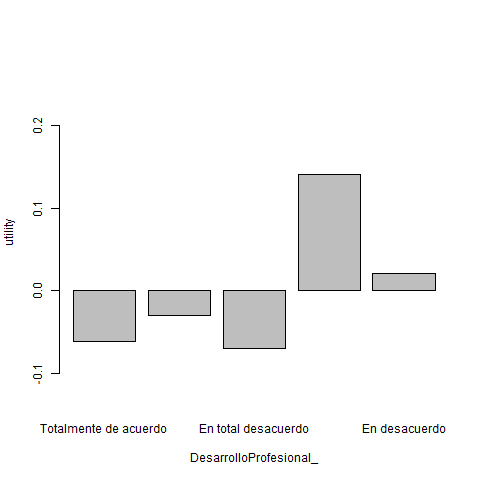 0.2
0.1
0.0
-0.1
utility
Totalmente de acuerdo En total desacuerdo En desacuerdo
DesarrolloProfesional_